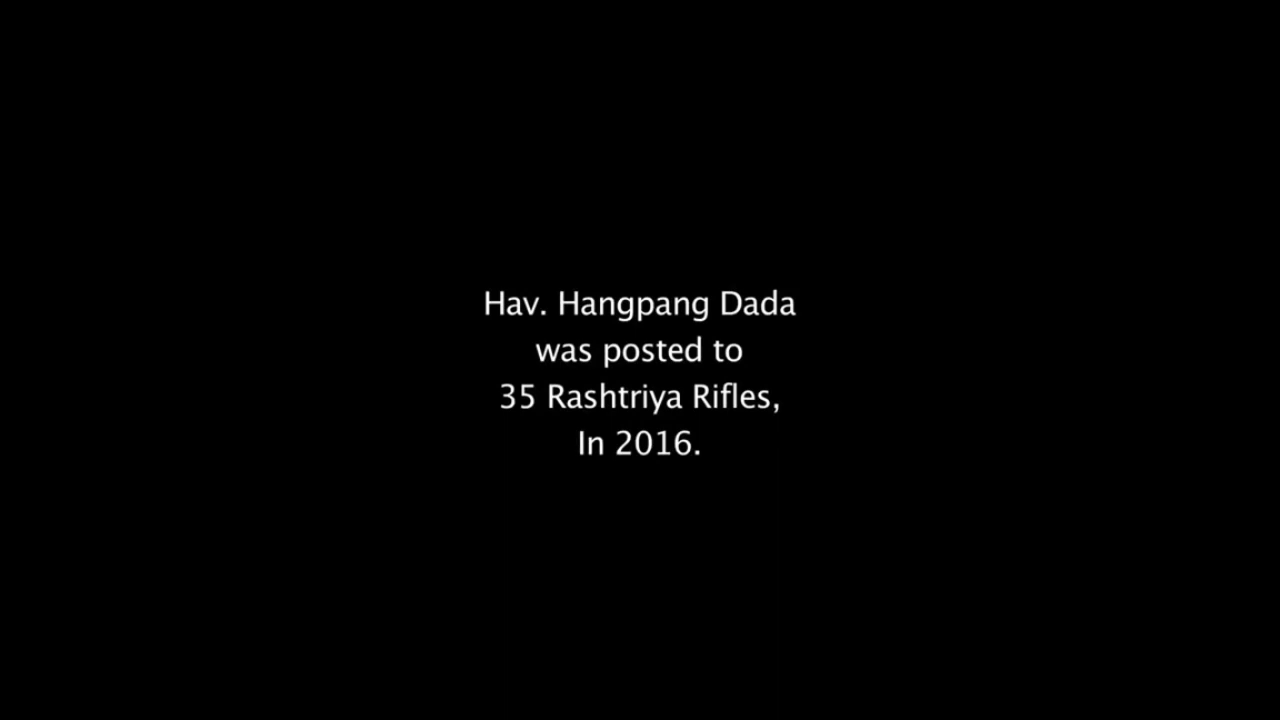 Hav. Hangpang Dada
was posted to
35 Rashtriya Rifles,
In 2016.